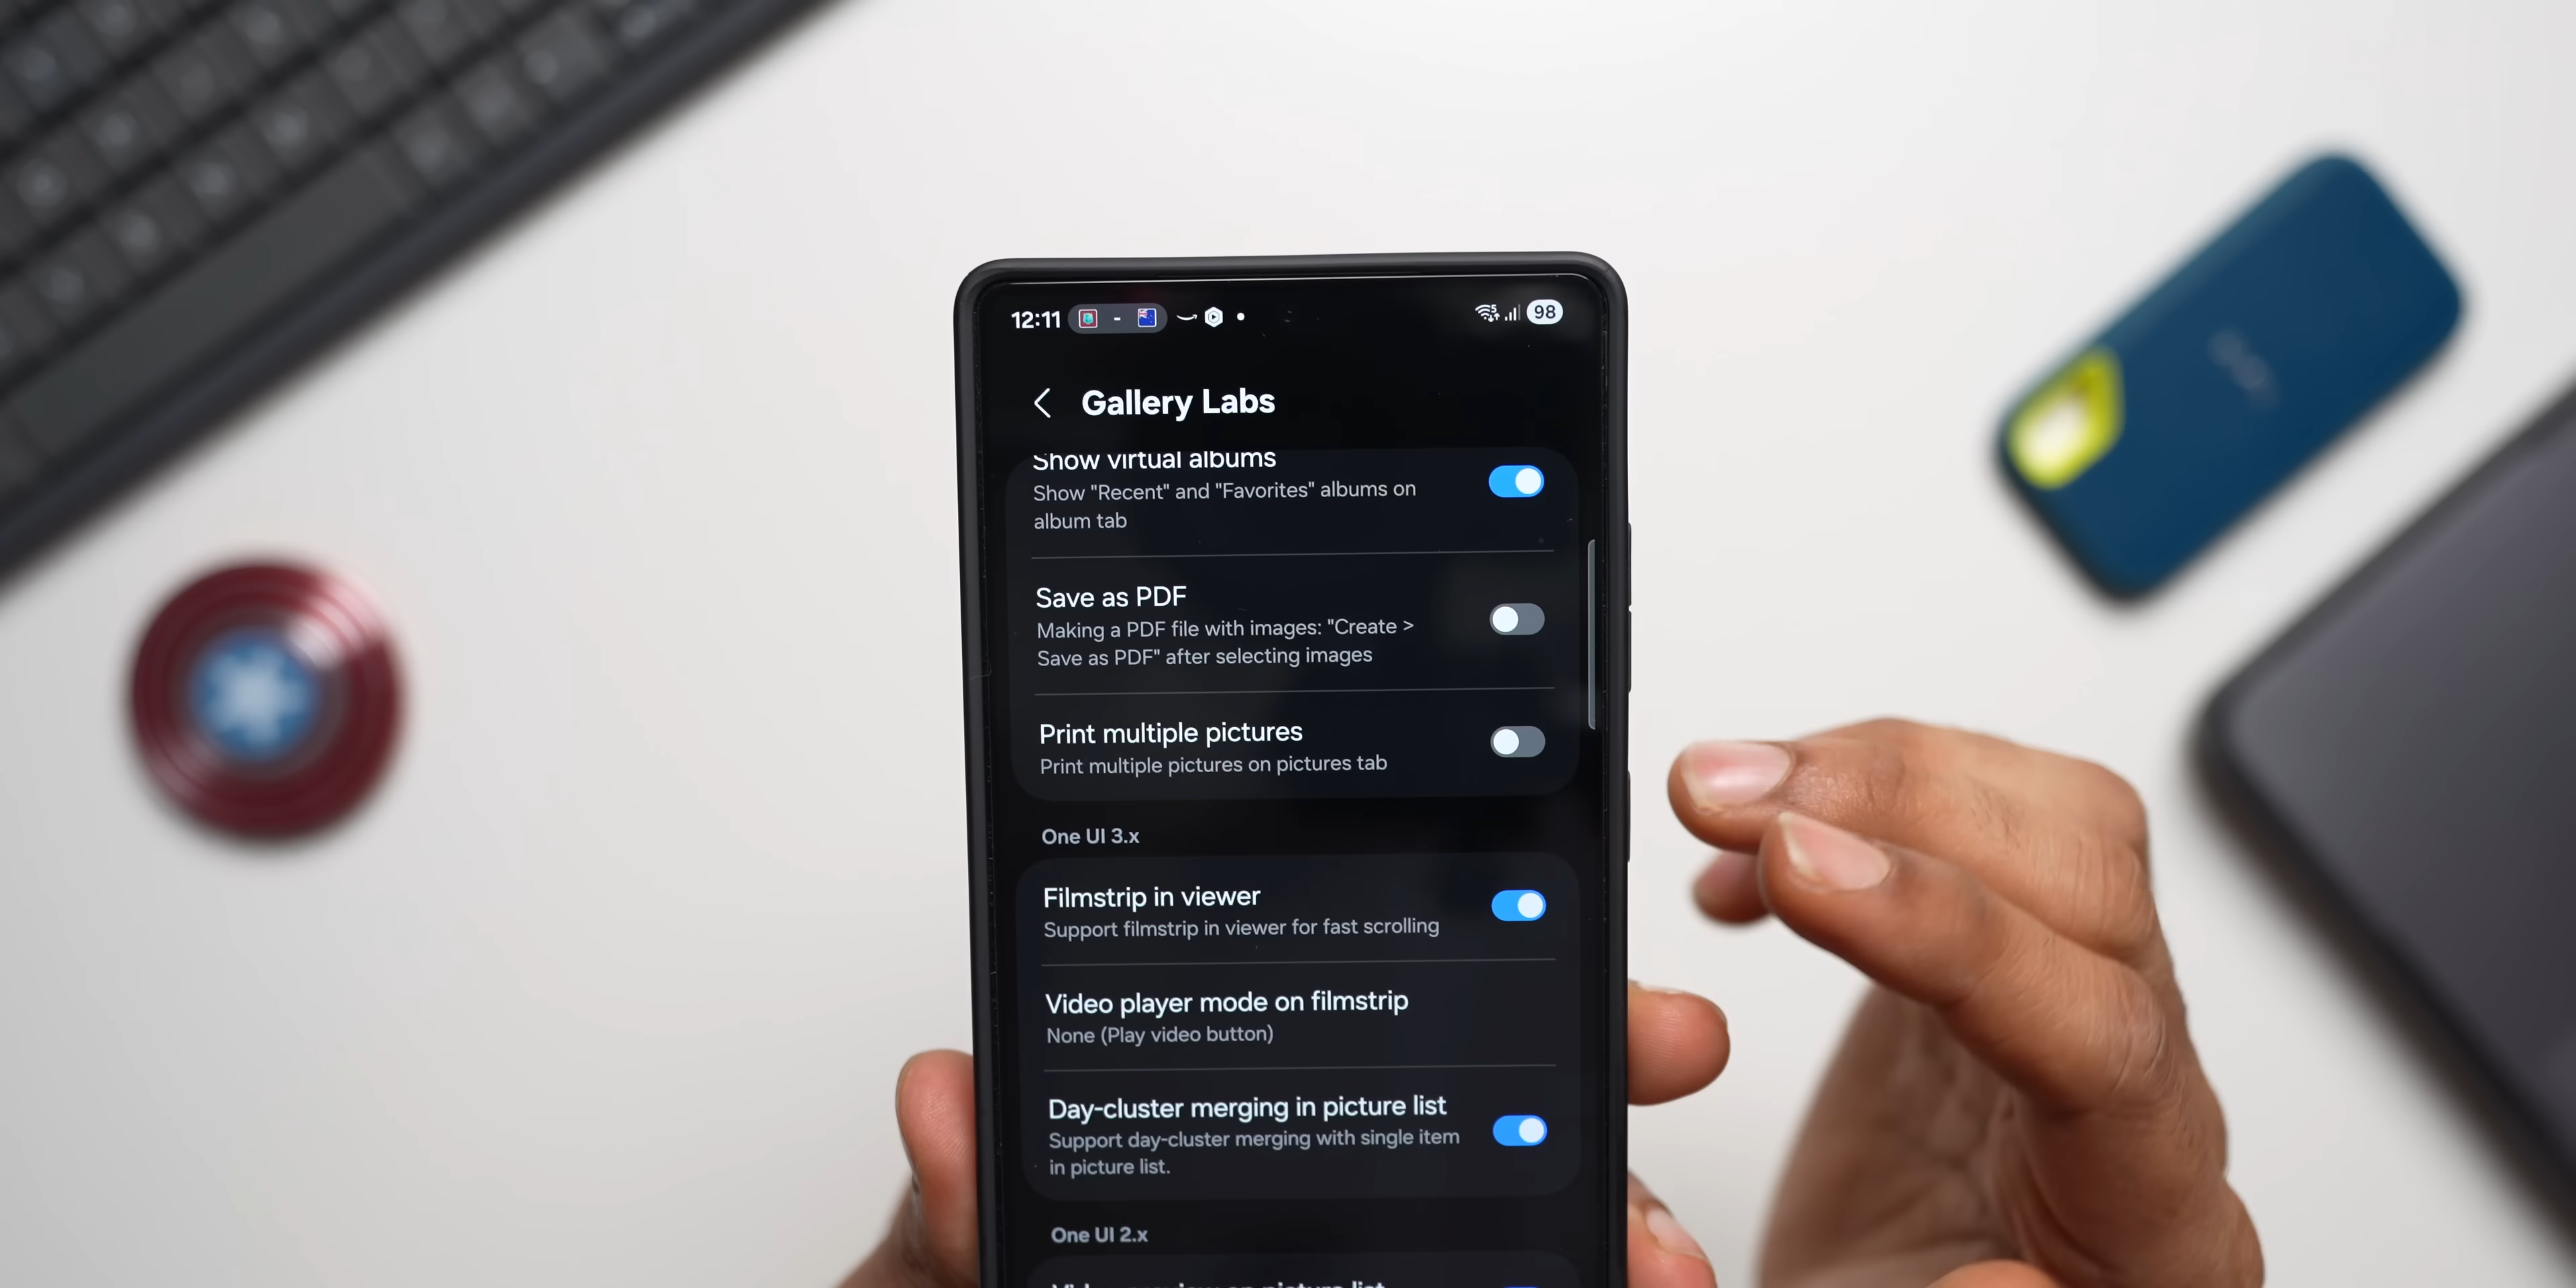 12:11
98
Gallery Labs
Show virtual albums
Show "Recent" and "Favorites" albums on
album tab
Save as PDF
Making a PDF file with images: "Create >
Save as PDF" after selecting images
Print multiple pictures
Print multiple pictures on pictures tab
One UI 3.x
Filmstrip in viewer
Support filmstrip in viewer for fast scrolling
Video player mode on filmstrip
None (Play video button)
Day-cluster merging in picture list
Support day-cluster merging with single item
in picture list.
One UI 2.x